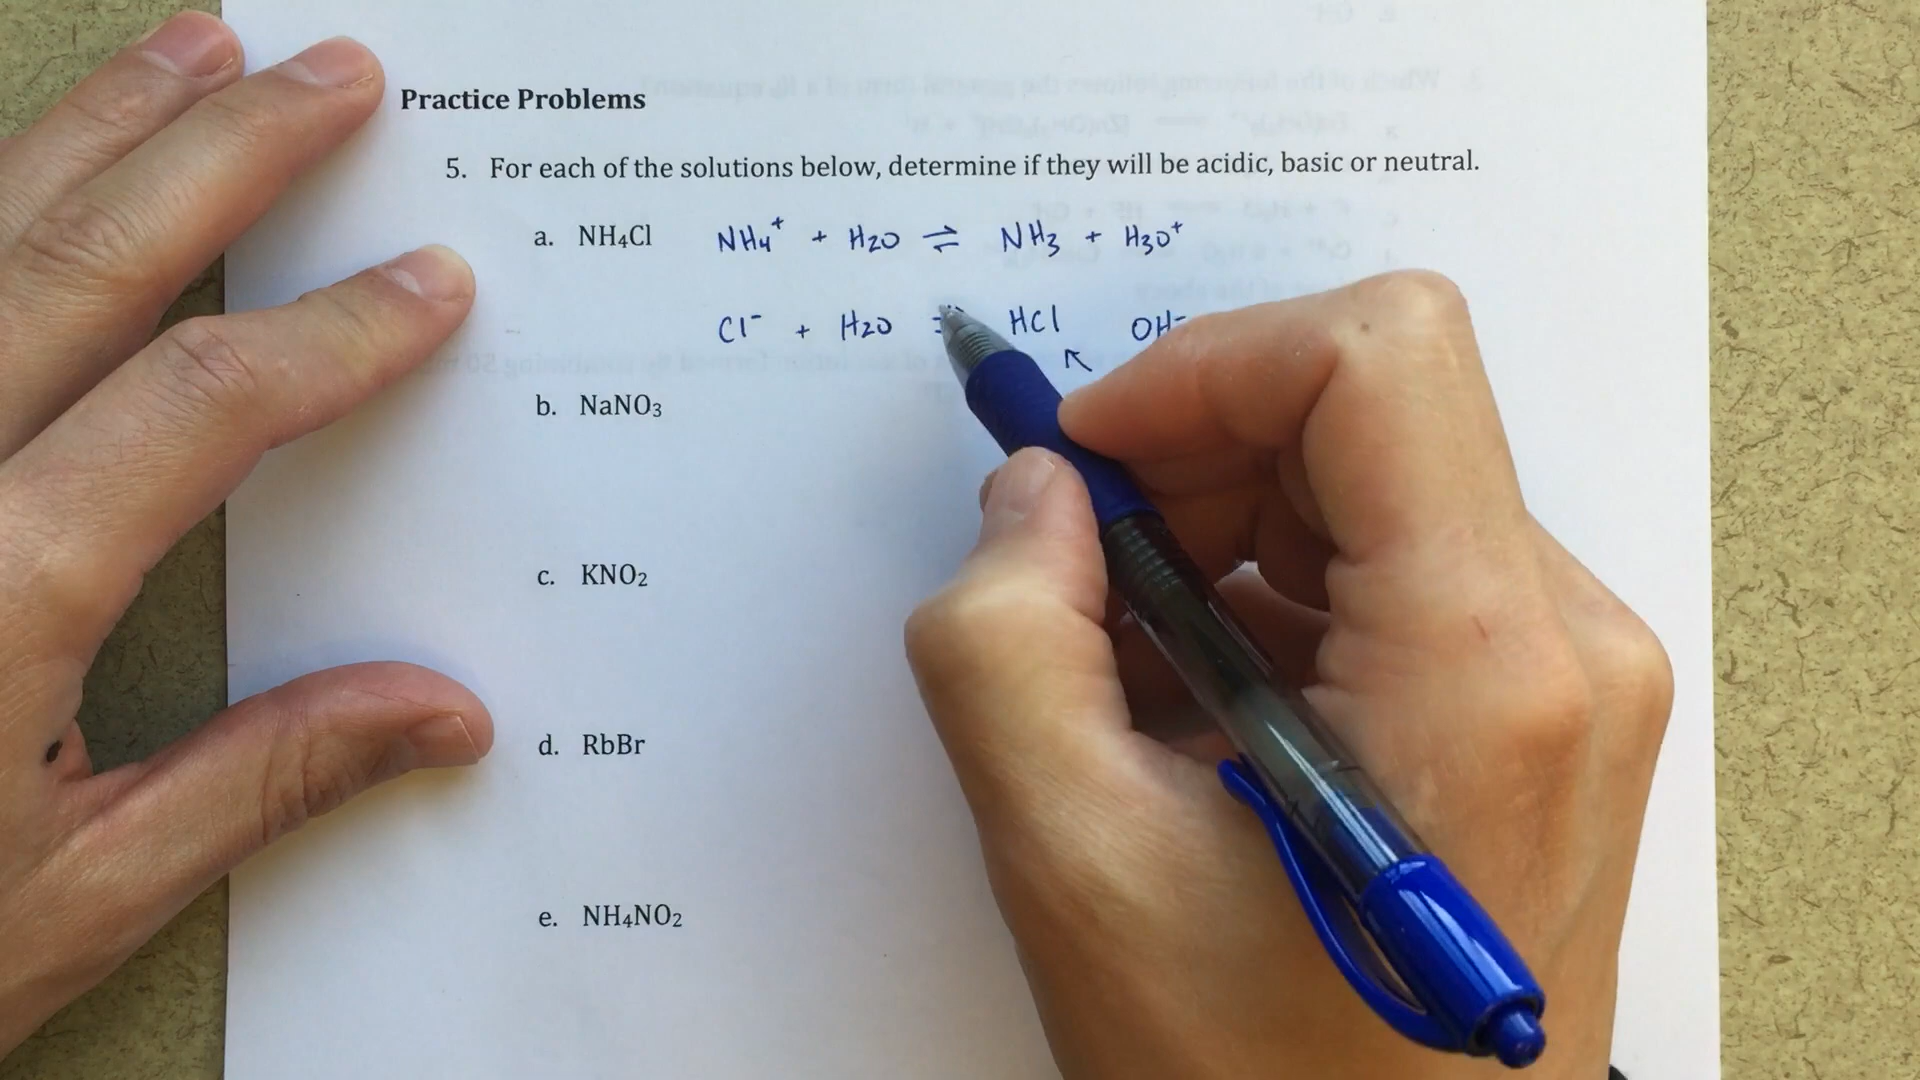 Practice Problems
5. For each of the solutions below, determine if they will be acidic, basic or neutral.
a. NH₄Cl NH₄⁺ + H₂O ⇌ NH₃ + H₃O⁺
Cl⁻ + H₂O HCl OH⁻
b. NaNO₃
c. KNO₂
d. RbBr
e. NH₄NO₂